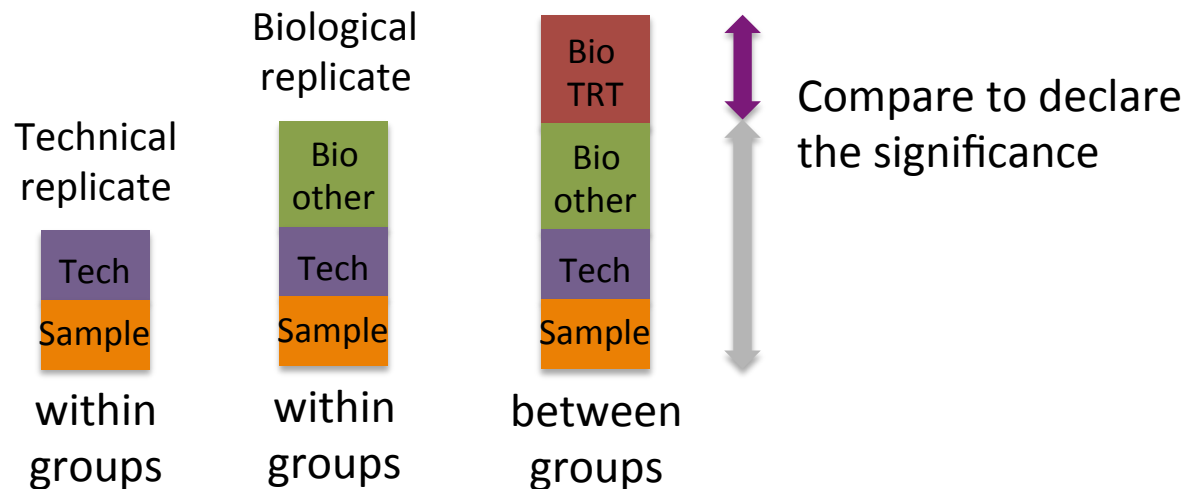 Technical
replicate
Tech
Sample
within
groups
Biological
replicate
Bio
other
Tech
Sample
within
groups
Bio
TRT
Bio
other
Tech
Sample
between
groups
Compare to declare
the significance